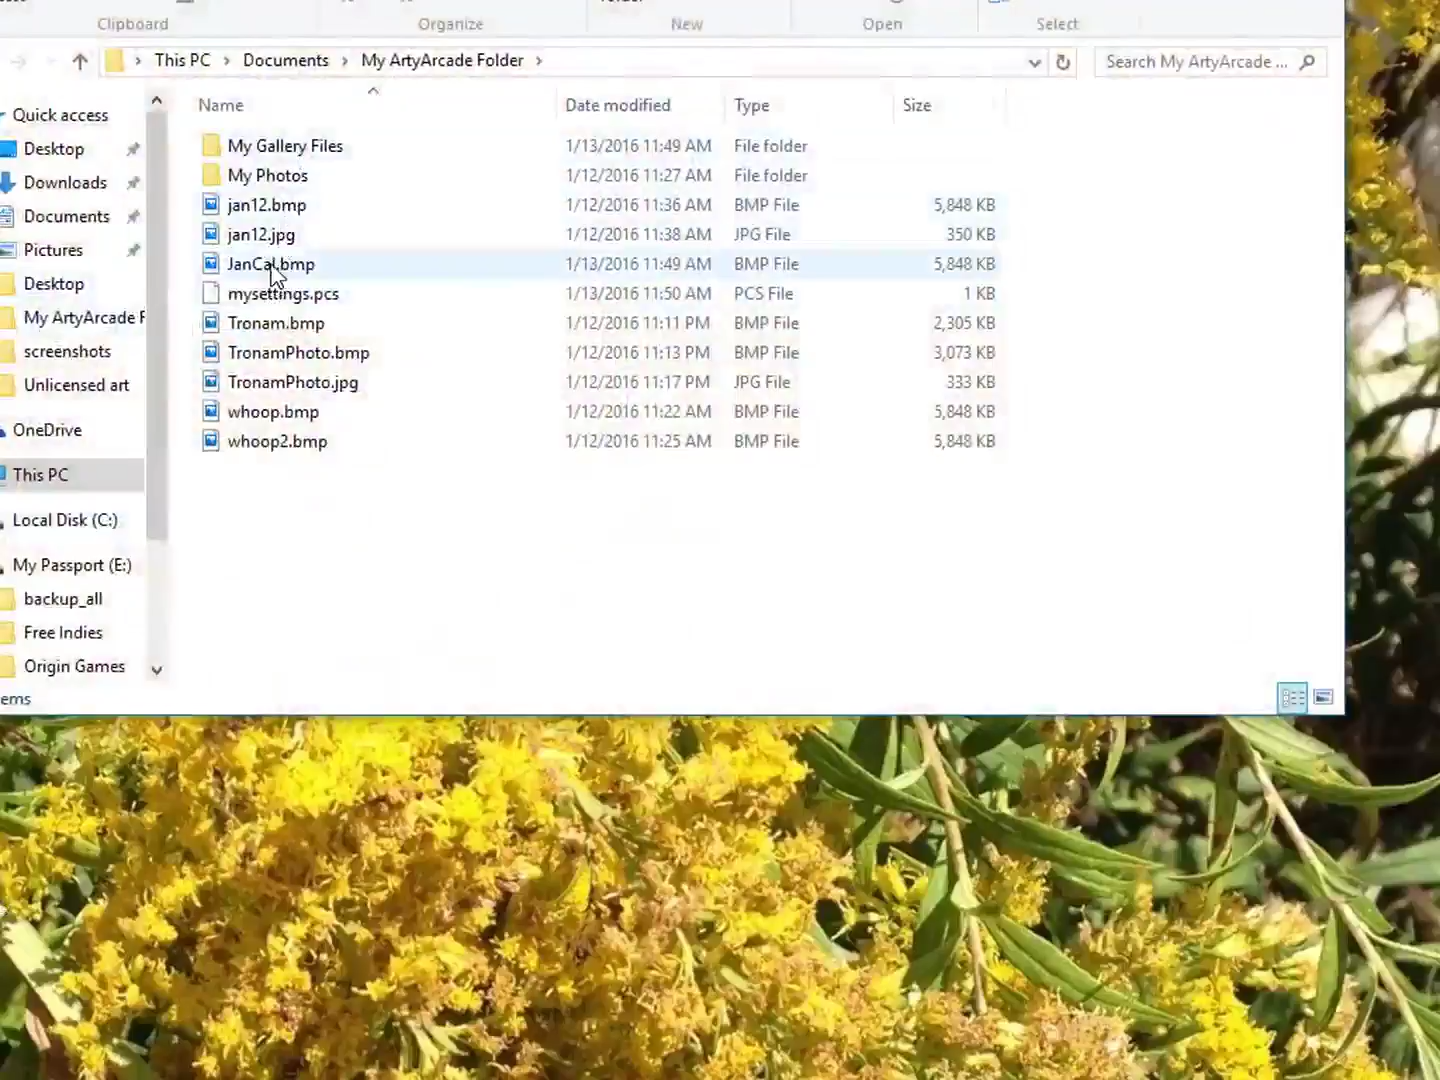 Clipboard Organize New Open Select
This PC Documents My ArtyArcade Folder Search My ArtyArcade ...
Name Date modified Type Size
Quick access
Desktop
Downloads
Documents
Pictures
Desktop
My ArtyArcade F
screenshots
Unlicensed art
OneDrive
This PC
Local Disk (C:)
My Passport (E:)
backup_all
Free Indies
Origin Games
My Gallery Files 1/13/2016 11:49 AM File folder
My Photos 1/12/2016 11:27 AM File folder
jan12.bmp 1/12/2016 11:36 AM BMP File 5,848 KB
jan12.jpg 1/12/2016 11:38 AM JPG File 350 KB
JanCal.bmp 1/13/2016 11:49 AM BMP File 5,848 KB
mysettings.pcs 1/13/2016 11:50 AM PCS File 1 KB
Tronam.bmp 1/12/2016 11:11 PM BMP File 2,305 KB
TronamPhoto.bmp 1/12/2016 11:13 PM BMP File 3,073 KB
TronamPhoto.jpg 1/12/2016 11:17 PM JPG File 333 KB
whoop.bmp 1/12/2016 11:22 AM BMP File 5,848 KB
whoop2.bmp 1/12/2016 11:25 AM BMP File 5,848 KB
ems